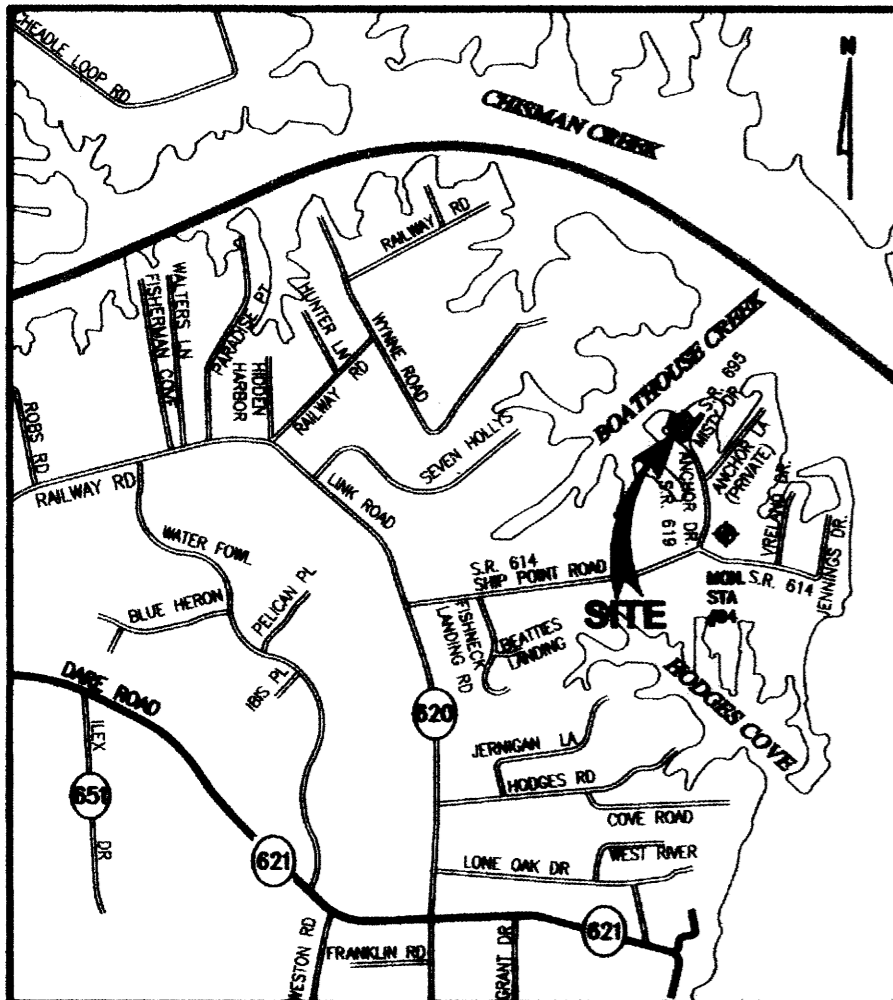 CHEADLE LOOP RD
N
CHISMAN CREEK
RAILWAY RD
WALTERS LN
FISHERMAN COVE
PARADISE PT
HUNTER LN
HIDDEN
HARBOR
RAILWAY RD
WYNNE ROAD
BOATHOUSE CREEK
S.R. 695
MISTY DR
ANCHOR LA
(PRIVATE)
ANCHOR DR.
S.R. 619
VRELAND DR.
JENNINGS DR.
ROBS RD
RAILWAY RD
LINK ROAD
SEVEN HOLLYS
WATER FOWL
BLUE HERON
PELICAN PL
IBIS PL
S.R. 614
SHIP POINT ROAD
SITE
MON.
STA
S.R. 614
FISHNECK
LANDING RD
BEATTIES
LANDING
HODGES COVE
DARE ROAD
ILEX
DR
651
620
JERNIGAN LA
HODGES RD
COVE ROAD
LONE OAK DR
WEST RIVER
621
621
WESTON RD
FRANKLIN RD
GRANT DR